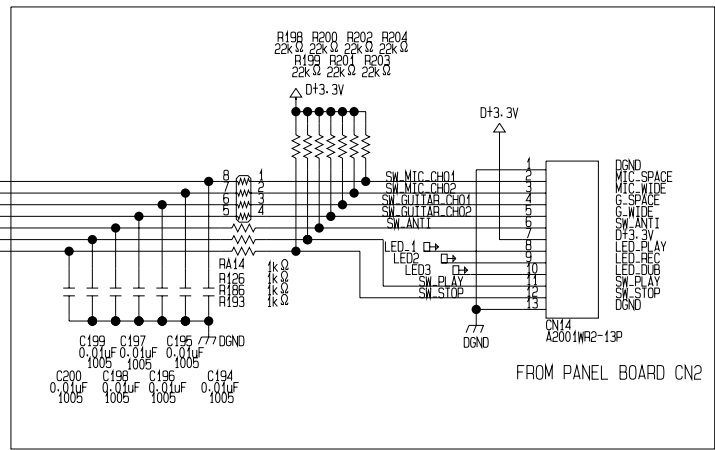 R198 R200 R202 R204
22kΩ 22kΩ 22kΩ 22kΩ
R199 R201 R203
22kΩ 22kΩ 22kΩ
D+3.3V
D+3.3V
8 1
7 2
6 3
5 4
SW_MIC_CH01
SW_MIC_CH02
SW_GUITAR_CH01
SW_GUITAR_CH02
SW_ANTI
LED_1
LED2
LED3
SW_PLAY
SW_STOP
1 DGND
2 MIC_SPACE
3 MIC_WIDE
4 G_SPACE
5 G_WIDE
6 SW_ANTI
7 D+3.3V
8 LED_PLAY
9 LED_REC
10 LED_DUB
11 SW_PLAY
12 SW_STOP
13 DGND
CN14
A2001WR2-13P
RA14 1kΩ
R126 1kΩ
R186 1kΩ
R193 1kΩ
DGND
DGND
C199 C197 C195
0.01uF 0.01uF 0.01uF
1005 1005 1005
C200 C198 C196 C194
0.01uF 0.01uF 0.01uF 0.01uF
1005 1005 1005 1005
FROM PANEL BOARD CN2